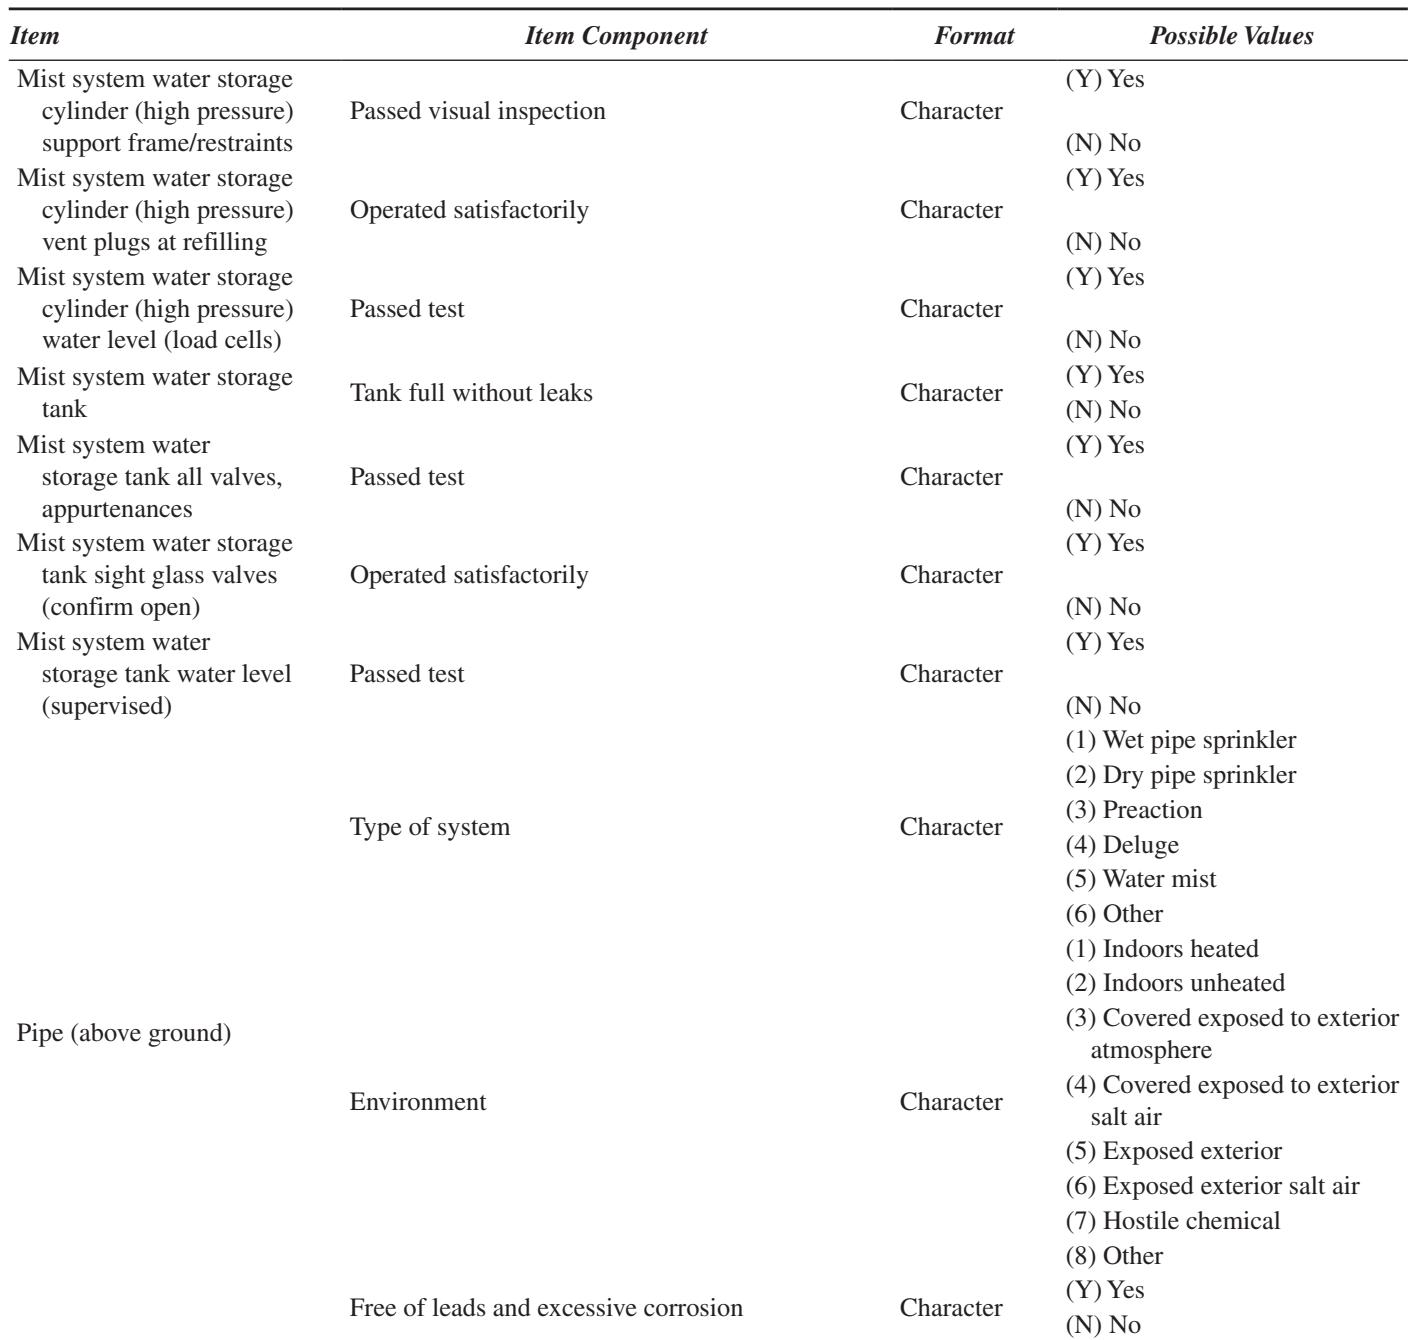 Item Item Component Format Possible Values
Mist system water storage
cylinder (high pressure)
support frame/restraints
Passed visual inspection
Character
(Y) Yes
(N) No
Mist system water storage
cylinder (high pressure)
vent plugs at refilling
Operated satisfactorily
Character
(Y) Yes
(N) No
Mist system water storage
cylinder (high pressure)
water level (load cells)
Passed test
Character
(Y) Yes
(N) No
Mist system water storage
tank
Tank full without leaks
Character
(Y) Yes
(N) No
Mist system water
storage tank all valves,
appurtenances
Passed test
Character
(Y) Yes
(N) No
Mist system water storage
tank sight glass valves
(confirm open)
Operated satisfactorily
Character
(Y) Yes
(N) No
Mist system water
storage tank water level
(supervised)
Passed test
Character
(Y) Yes
(N) No
Pipe (above ground)
Type of system
Character
(1) Wet pipe sprinkler
(2) Dry pipe sprinkler
(3) Preaction
(4) Deluge
(5) Water mist
(6) Other
Environment
Character
(1) Indoors heated
(2) Indoors unheated
(3) Covered exposed to exterior
atmosphere
(4) Covered exposed to exterior
salt air
(5) Exposed exterior
(6) Exposed exterior salt air
(7) Hostile chemical
(8) Other
Free of leads and excessive corrosion
Character
(Y) Yes
(N) No